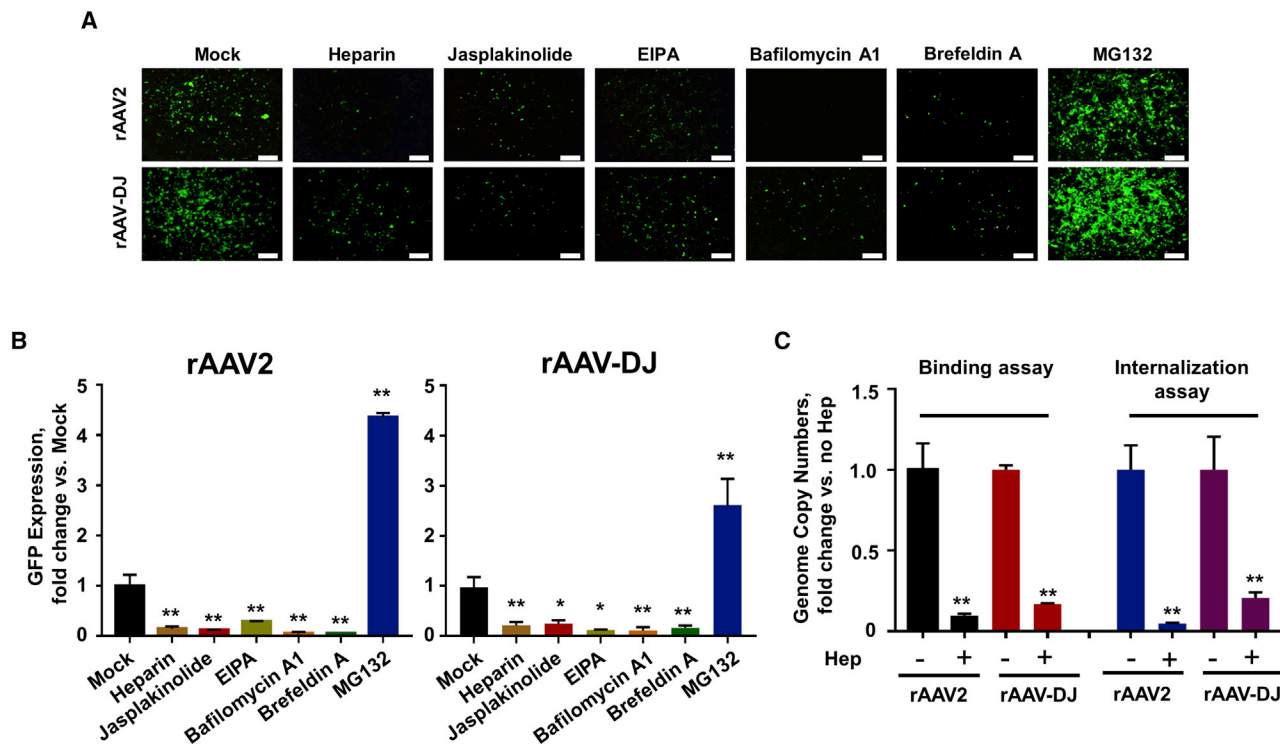 A
Mock Heparin Jasplakinolide EIPA Bafilomycin A1 Brefeldin A MG132
rAAV2
rAAV-DJ
B
rAAV2
GFP Expression,
fold change vs. Mock
5
4
3
2
1
0
** ** ** ** ** **
Mock
Heparin
Jasplakinolide
EIPA
Bafilomycin A1
Brefeldin A
MG132
rAAV-DJ
5
4
3
2
1
0
** * * ** ** **
Mock
Heparin
Jasplakinolide
EIPA
Bafilomycin A1
Brefeldin A
MG132
C
Binding assay
Internalization
assay
Genome Copy Numbers,
fold change vs. no Hep
1.5
1.0
0.5
0
** ** ** **
Hep - + - + - + - +
rAAV2 rAAV-DJ rAAV2 rAAV-DJ